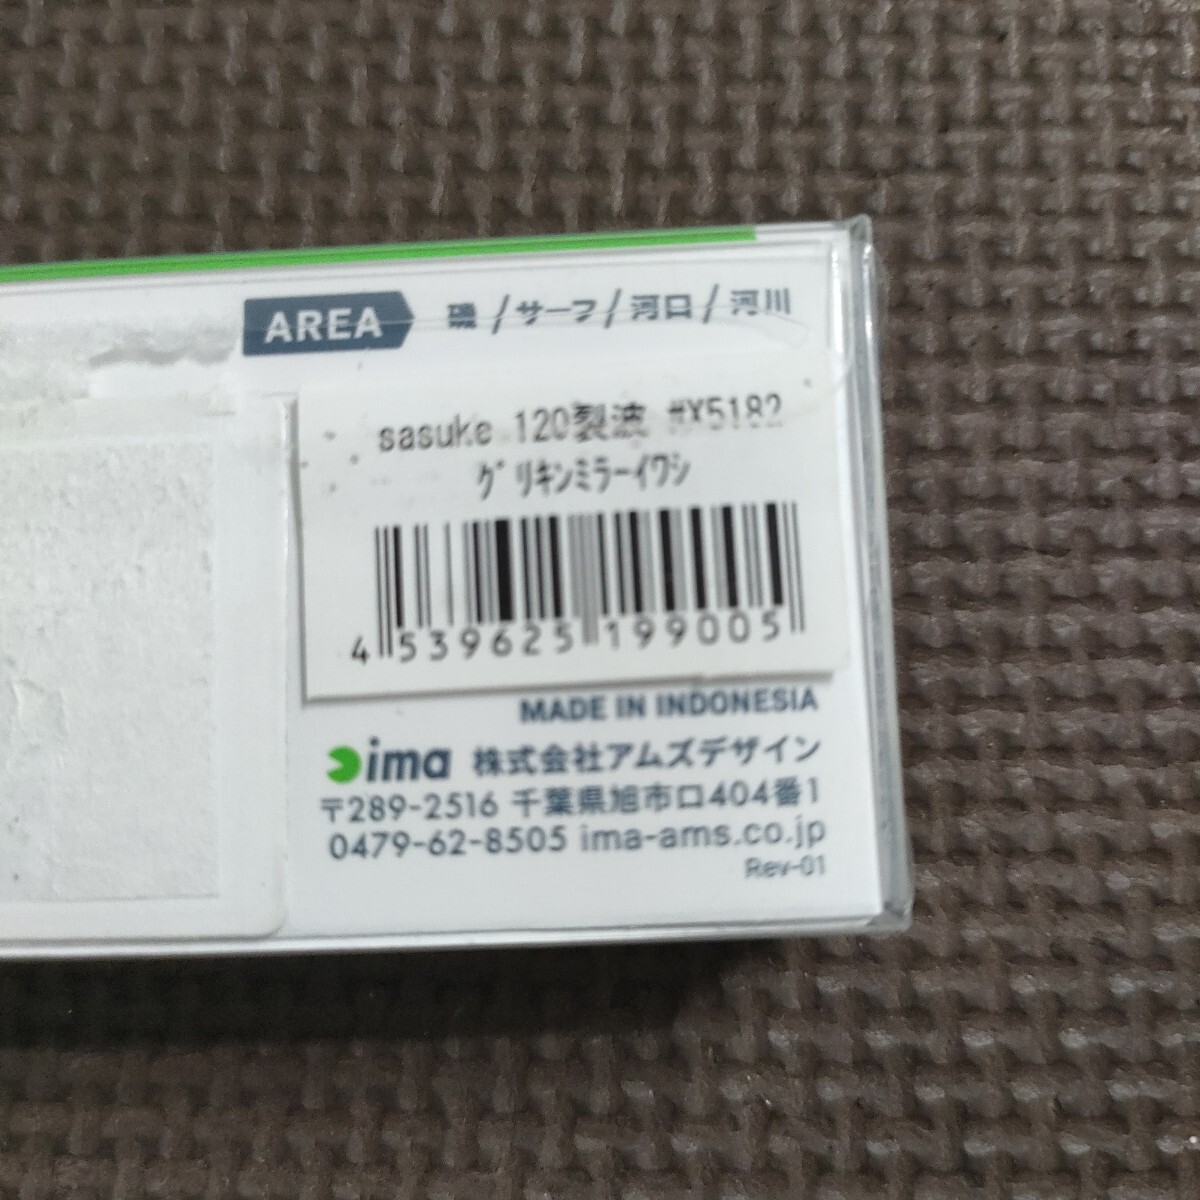 AREA 磯/サーフ/河口/河川
sasuke 120裂波 #X5182
ｸﾞﾘｷﾝﾐﾗｰｲﾜｼ
4 539625 199005
MADE IN INDONESIA
ima 株式会社アムズデザイン
〒289-2516 千葉県旭市ロ404番1
0479-62-8505 ima-ams.co.jp
Rev-01